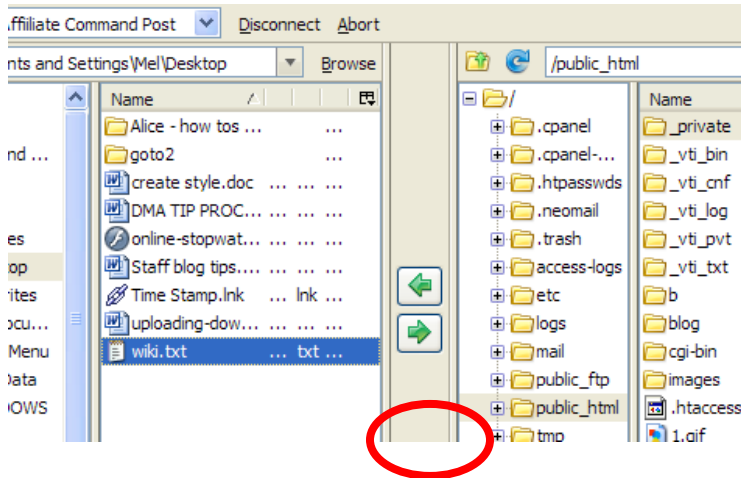 Affiliate Command Post Disconnect Abort
nts and Settings\Mel\Desktop Browse /public_html
Name
Alice - how tos ... ...
goto2 ...
create style.doc ... ... ...
DMA TIP PROC... ... ...
online-stopwat... ... ...
Staff blog tips.... ... ...
Time Stamp.lnk ... lnk ...
uploading-dow... ... ...
wiki.txt ... txt ...
nd ...
es
op
rites
ocu...
Menu
Data
OWS
/
.cpanel
.cpanel-...
.htpasswds
.neomail
.trash
access-logs
etc
logs
mail
public_ftp
public_html
tmp
Name
_private
_vti_bin
_vti_cnf
_vti_log
_vti_pvt
_vti_txt
b
blog
cgi-bin
images
.htaccess
1.gif